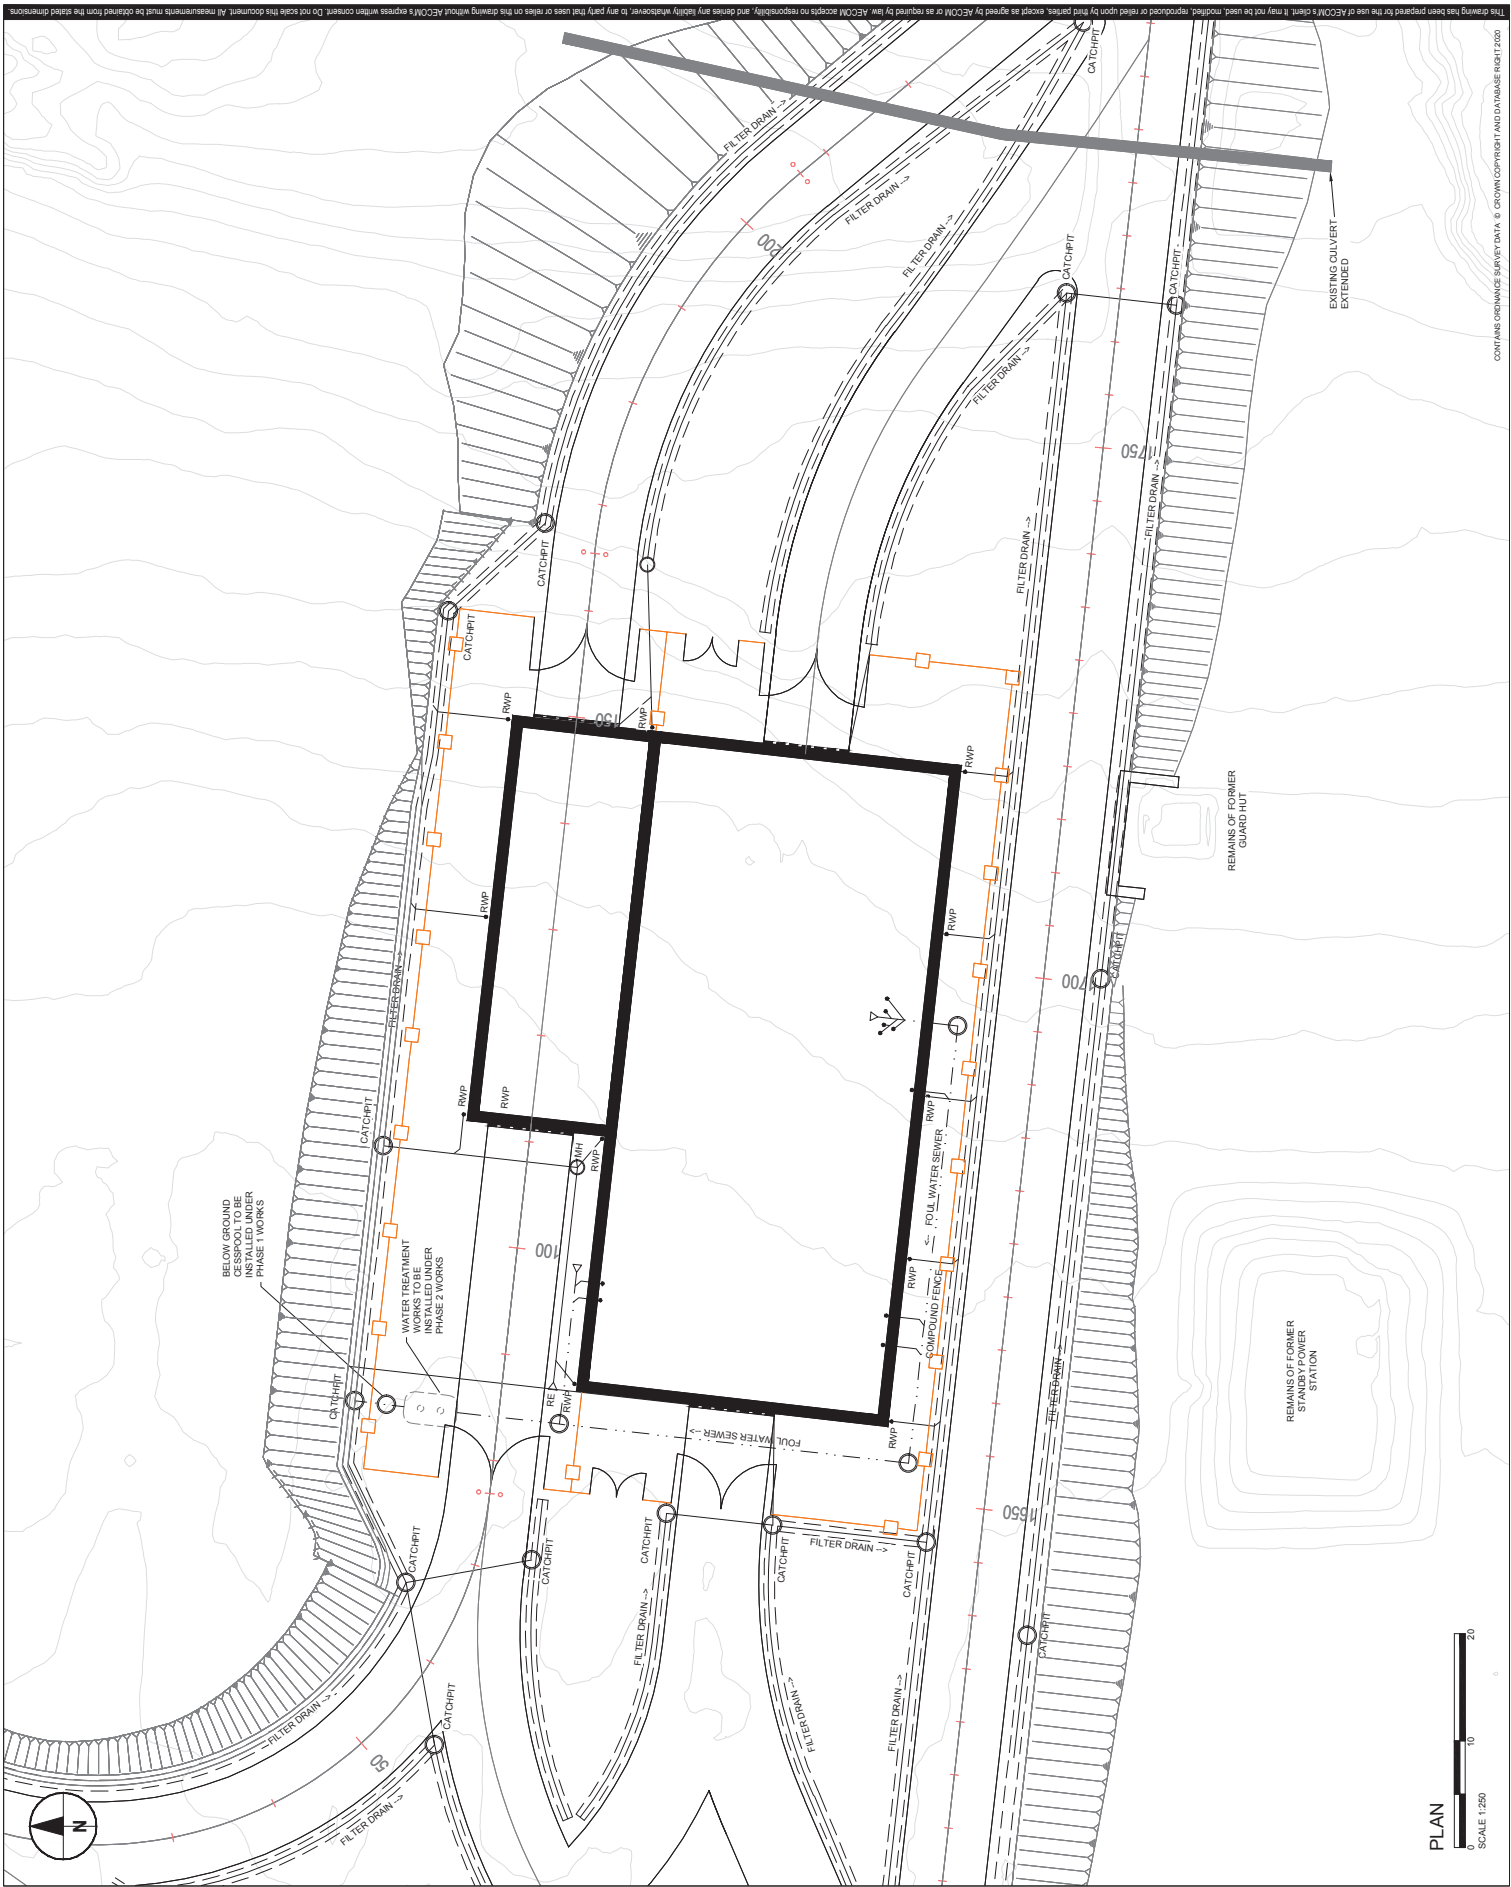 This drawing has been prepared for the use of AECOM's client. It may not be used, modified, reproduced or relied upon by third parties, except as agreed by AECOM or as required by law. AECOM accepts no responsibility, and denies any liability whatsoever, to any party that uses or relies on this drawing without AECOM's express written consent. Do not scale this document. All measurements must be obtained from the stated dimensions.
CONTAINS ORDNANCE SURVEY DATA © CROWN COPYRIGHT AND DATABASE RIGHT 2020
CATCHPIT
FILTER DRAIN -->
FILTER DRAIN -->
FILTER DRAIN -->
200
CATCHPIT
CATCHPIT
EXISTING CULVERT
EXTENDED
FILTER DRAIN -->
1750
FILTER DRAIN -->
FILTER DRAIN -->
CATCHPIT
CATCHPIT
RWP
RWP
150
RWP
REMAINS OF FORMER
GUARD HUT
RWP
RWP
FILTER DRAIN -->
1700
CATCHPIT
CATCHPIT
RWP
RWP
MH
RWP
RWP
<-- FOUL WATER SEWER
BELOW GROUND
CESSPOOL TO BE
INSTALLED UNDER
PHASE 1 WORKS
WATER TREATMENT
WORKS TO BE
INSTALLED UNDER
PHASE 2 WORKS
100
RWP
COMPOUND FENCE
CATCHPIT
RE
RWP
FOUL WATER SEWER -->
RWP
FILTER DRAIN -->
REMAINS OF FORMER
STANDBY POWER
STATION
1650
CATCHPIT
CATCHPIT
CATCHPIT
CATCHPIT
FILTER DRAIN -->
CATCHPIT
FILTER DRAIN -->
CATCHPIT
FILTER DRAIN -->
CATCHPIT
FILTER DRAIN -->
FILTER DRAIN -->
50
FILTER DRAIN -->
N
PLAN
0
10
20
SCALE 1:250